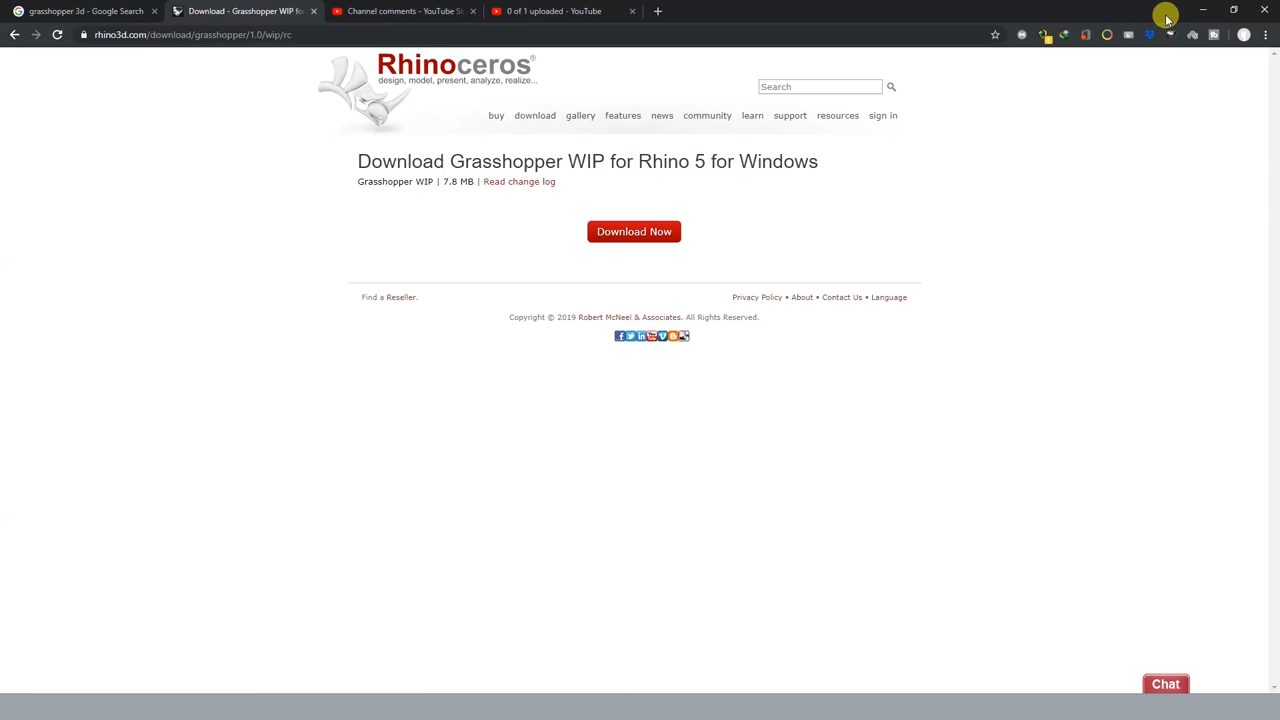 grasshopper 3d - Google Search
Download - Grasshopper WIP fo
Channel comments - YouTube St
0 of 1 uploaded - YouTube
rhino3d.com/download/grasshopper/1.0/wip/rc
Rhinoceros®
design, model, present, analyze, realize...
Search
buy download gallery features news community learn support resources sign in
Download Grasshopper WIP for Rhino 5 for Windows
Grasshopper WIP | 7.8 MB | Read change log
Download Now
Find a Reseller.
Privacy Policy • About • Contact Us • Language
Copyright © 2019 Robert McNeel & Associates. All Rights Reserved.
Chat